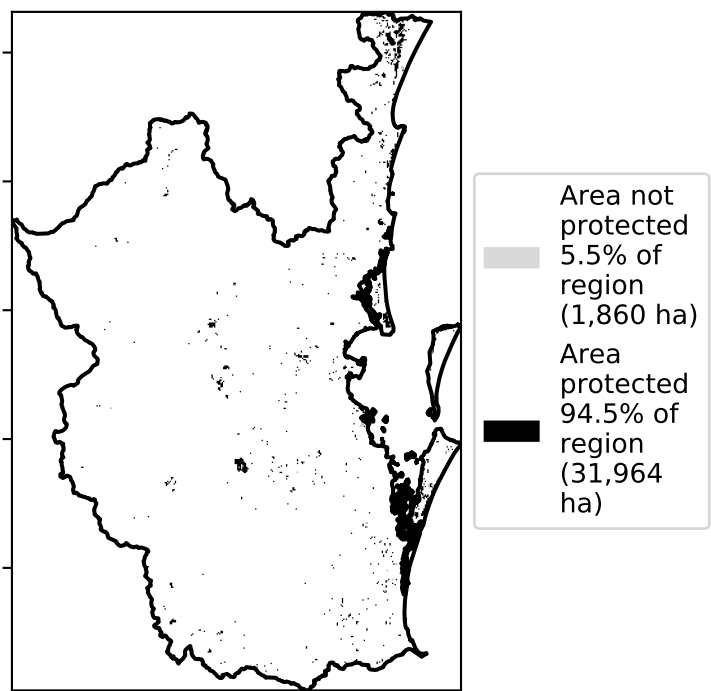 Area not
protected
5.5% of
region
(1,860 ha)
Area
protected
94.5% of
region
(31,964
ha)